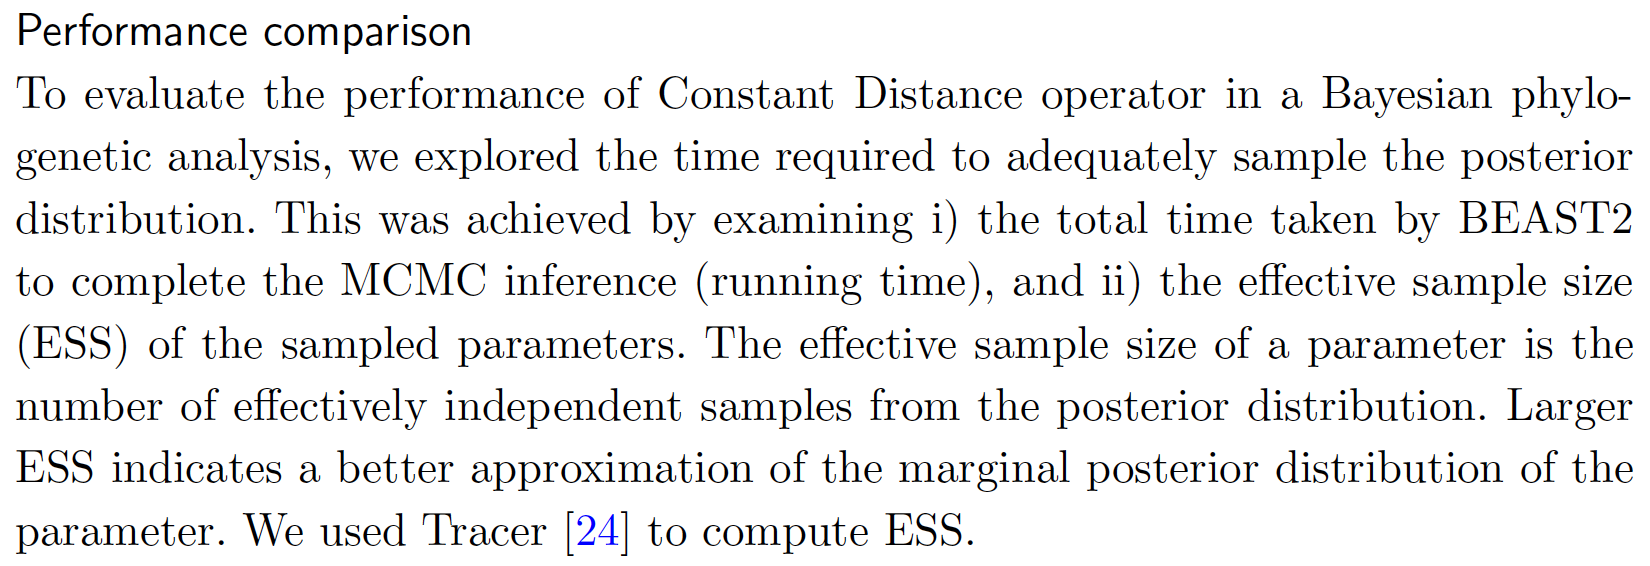 Performance comparison
To evaluate the performance of Constant Distance operator in a Bayesian phylo-
genetic analysis, we explored the time required to adequately sample the posterior
distribution. This was achieved by examining i) the total time taken by BEAST2
to complete the MCMC inference (running time), and ii) the effective sample size
(ESS) of the sampled parameters. The effective sample size of a parameter is the
number of effectively independent samples from the posterior distribution. Larger
ESS indicates a better approximation of the marginal posterior distribution of the
parameter. We used Tracer [24] to compute ESS.